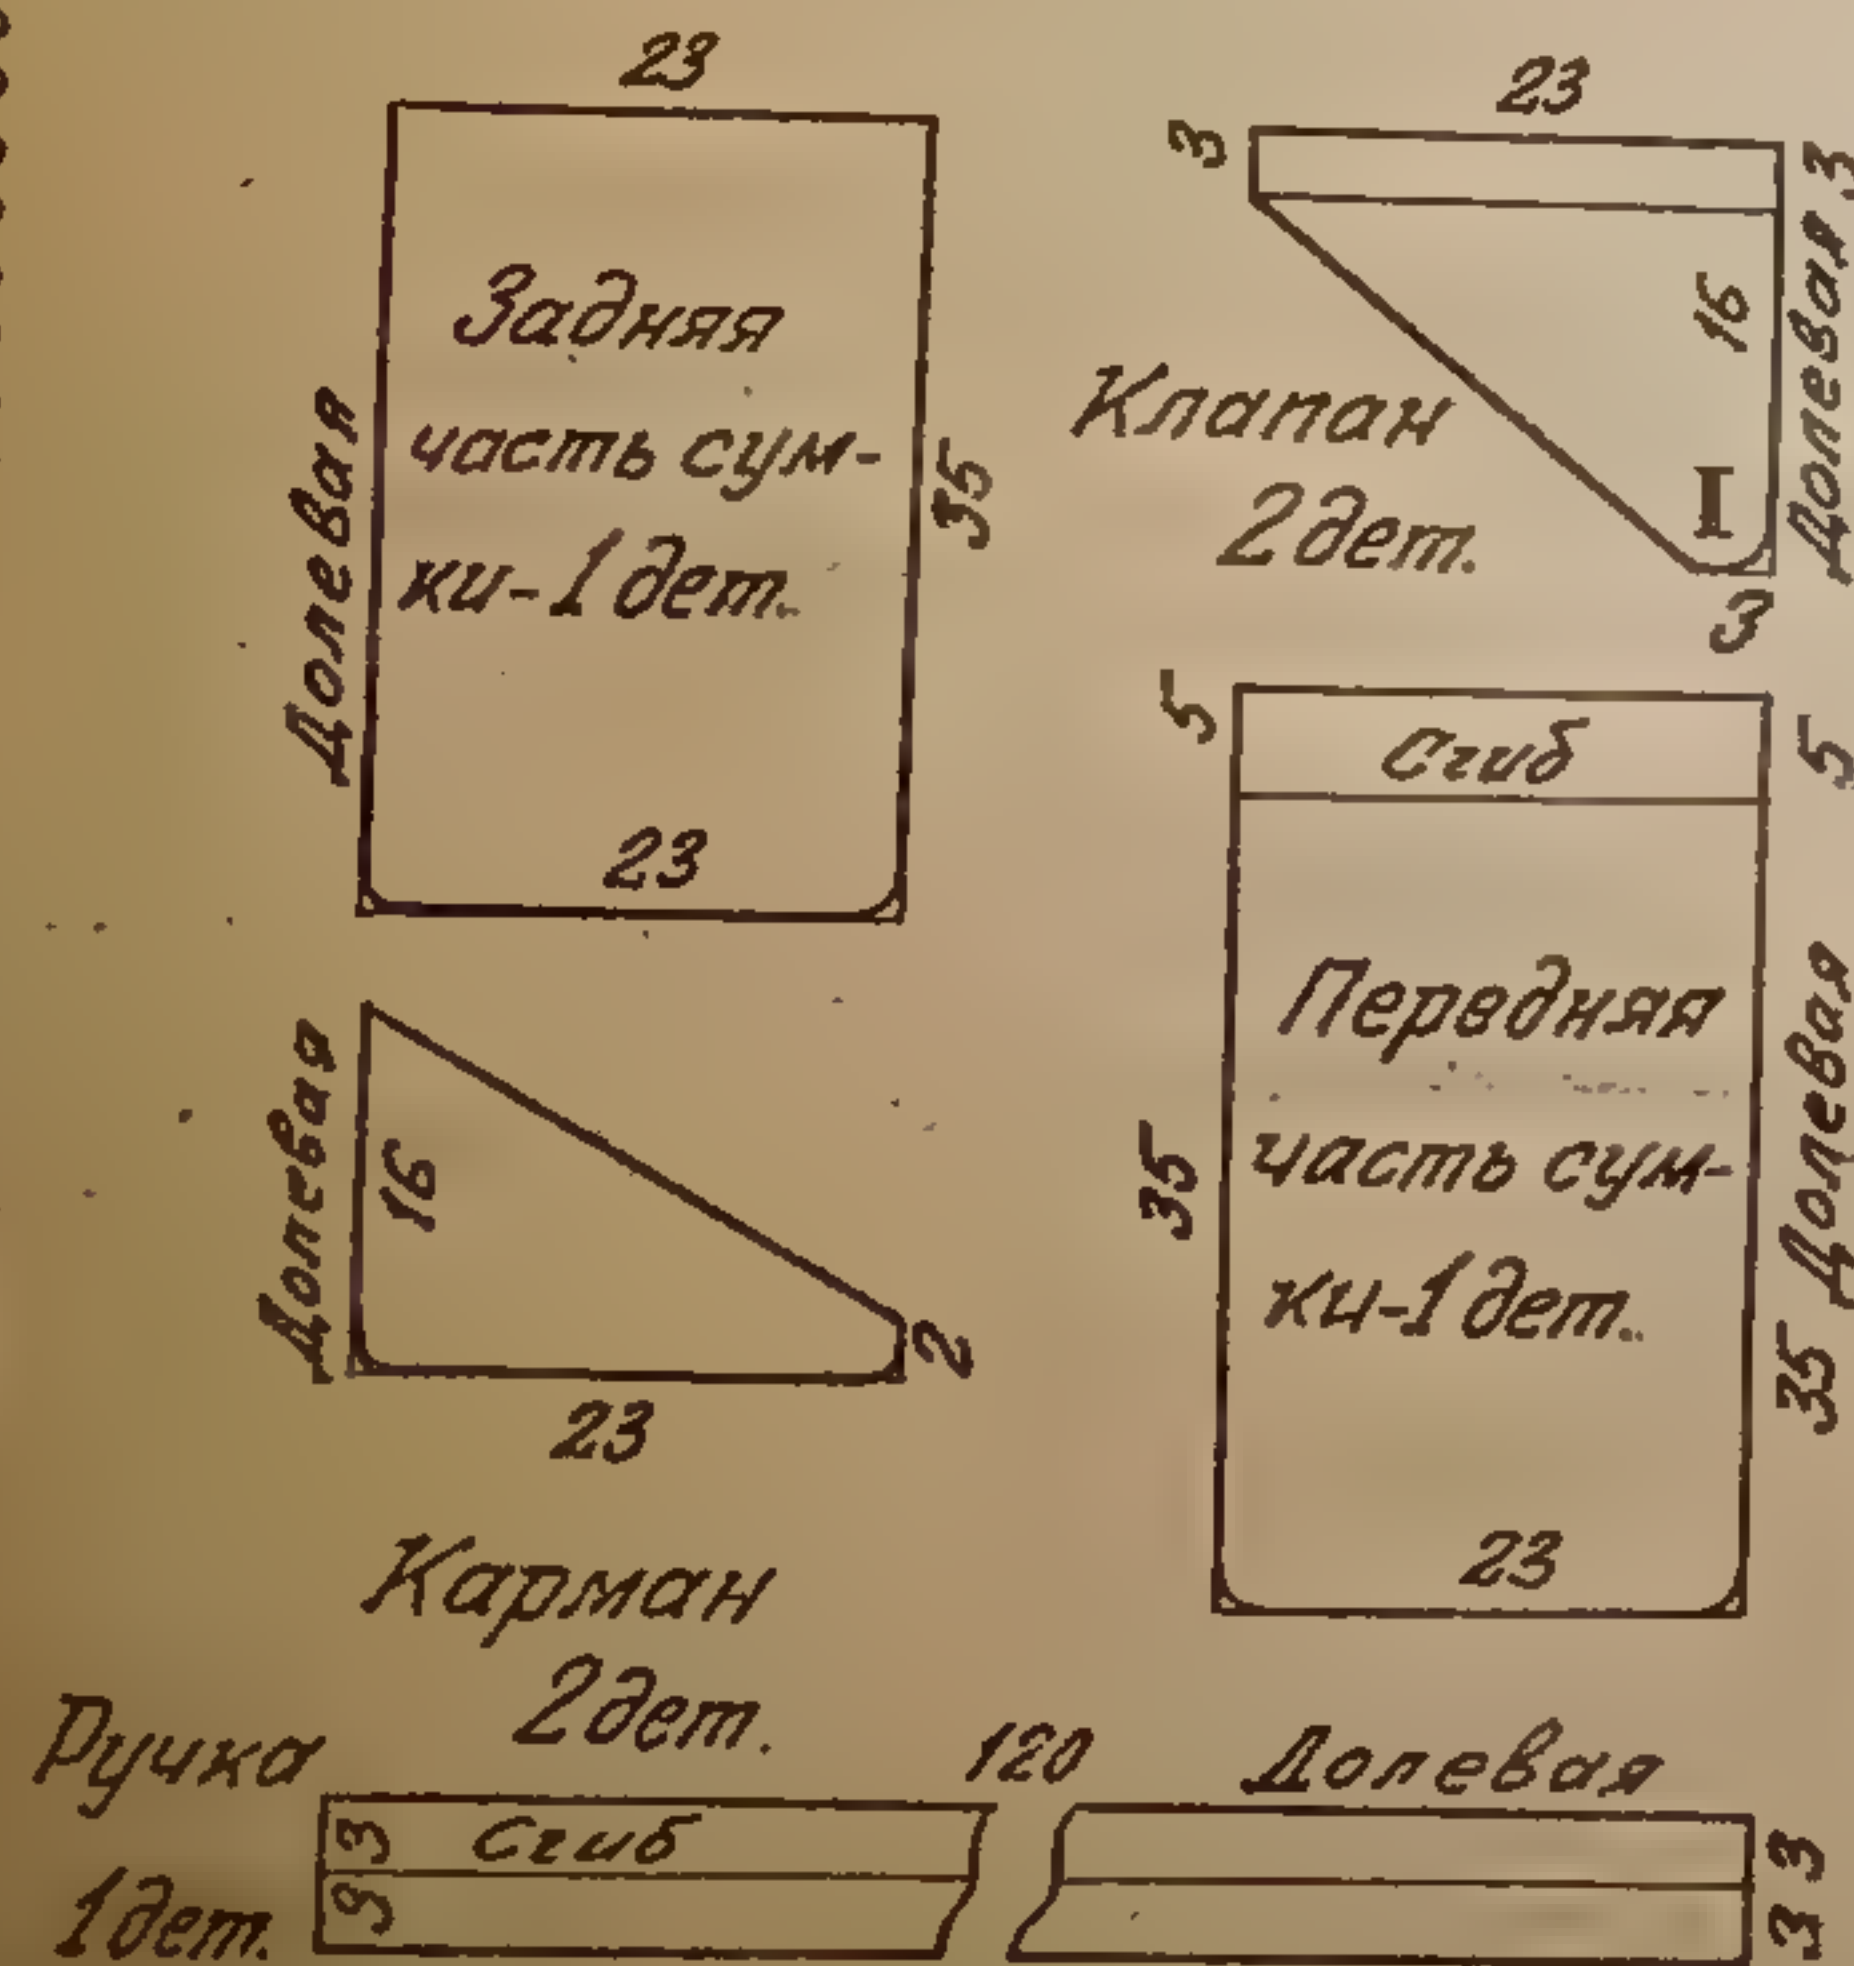 23
Задняя
часть сум-
ки-1 дет.
Долевая
35
23
23
3
3
Долевая
16
Клапан
2 дет.
I
3
5
Сгиб
5
Передняя
часть сум-
ки-1 дет.
35
Долевая
35
23
Долевая
16
2
23
Карман
2 дет.
Ручка
1 дет.
120
Долевая
3
Сгиб
3
3
3